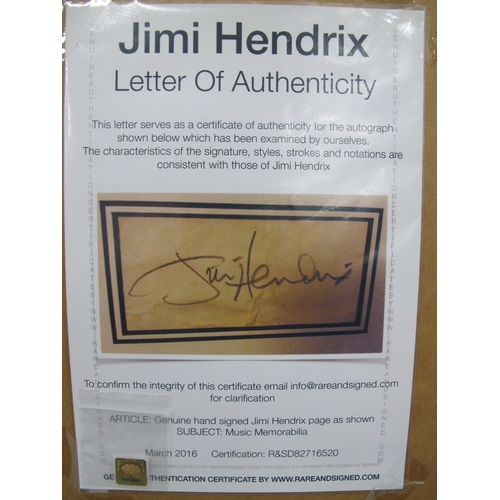 Jimi Hendrix
Letter Of Authenticity
This letter serves as a certificate of authenticity for the autograph
shown below which has been examined by ourselves.
The characteristics of the signature, styles, strokes and notations are
consistent with those of Jimi Hendrix
Jimi Hendrix
To confirm the integrity of this certificate email info@rareandsigned.com
for clarification
ARTICLE: Genuine hand signed Jimi Hendrix page as shown
SUBJECT: Music Memorabilia
March 2016 Certification: R&SD82716520
AUTHENTICATION CERTIFICATE BY WWW.RAREANDSIGNED.COM